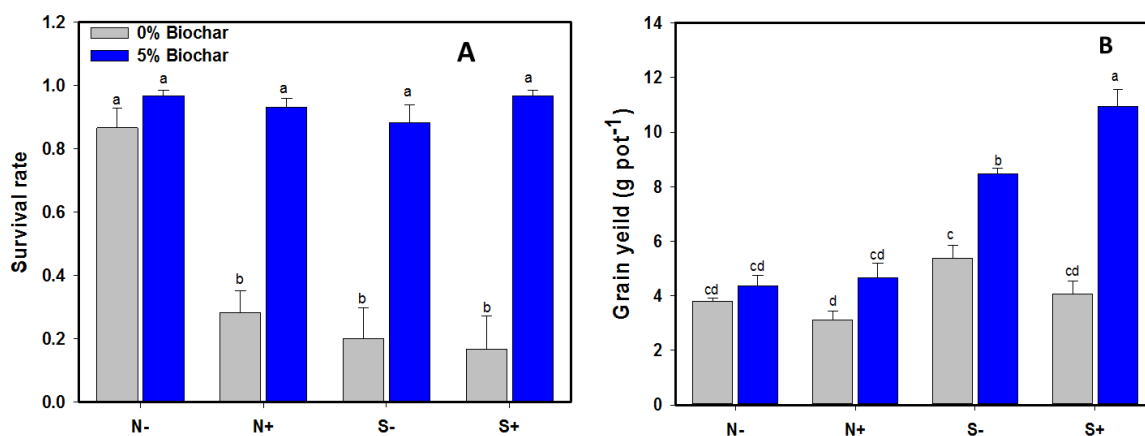 1.2
1.0
0.8
0.6
0.4
0.2
0.0
Survival rate
0% Biochar
5% Biochar
A
a
a
b
a
b
a
b
a
N-
N+
S-
S+
14
12
10
8
6
4
2
0
Grain yeild (g pot-1)
B
cd
cd
d
cd
c
b
cd
a
N-
N+
S-
S+